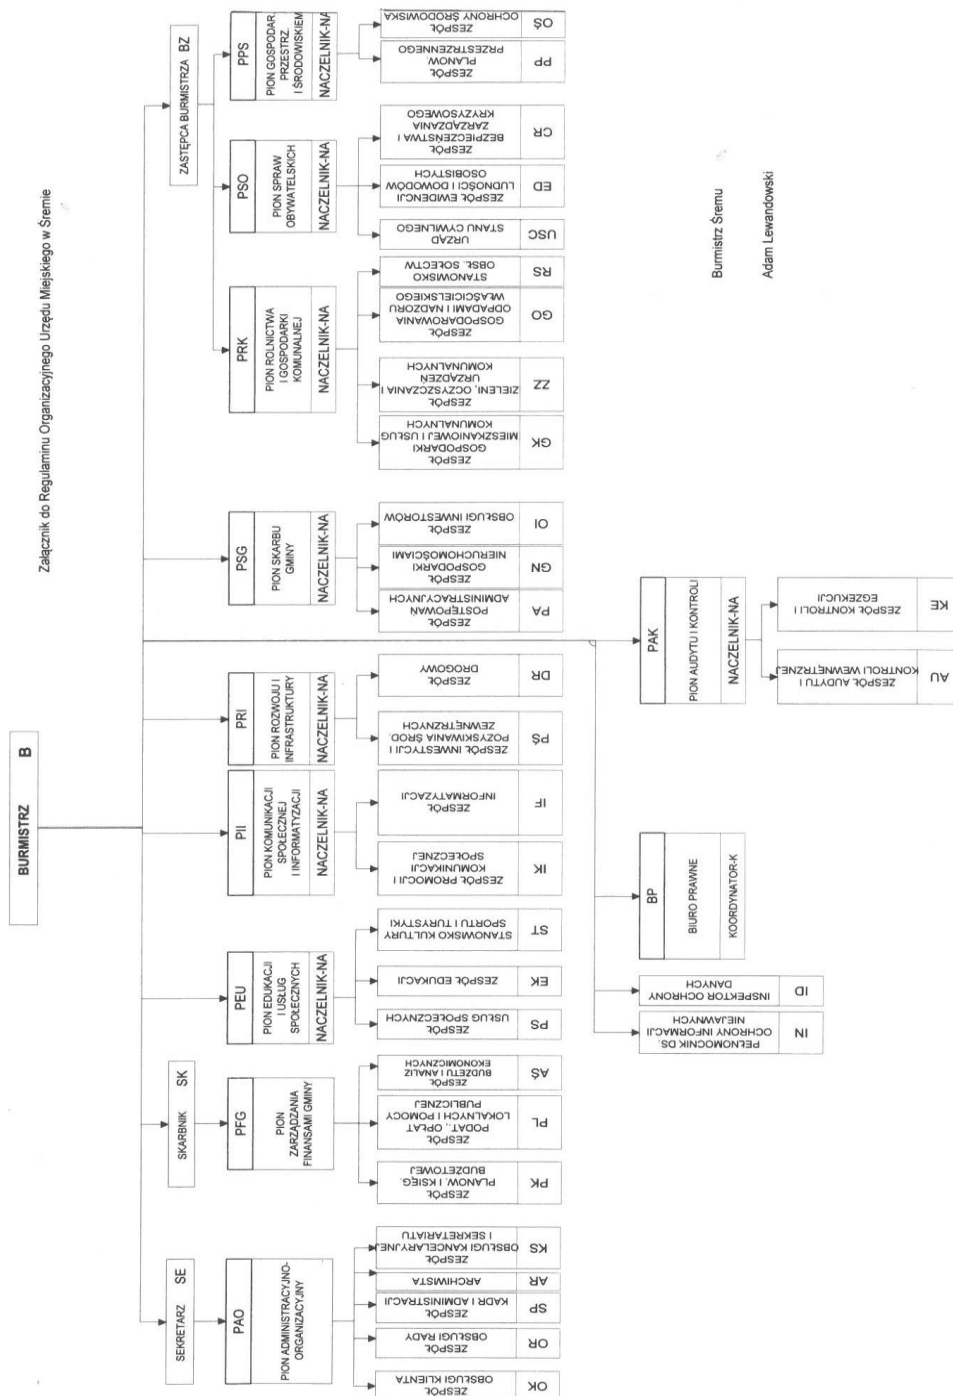 Załącznik do Regulaminu Organizacyjnego Urzędu Miejskiego w Śremie
BURMISTRZ B
SEKRETARZ SE
SKARBNIK SK
ZASTĘPCA BURMISTRZA BZ
PAO
PION ADMINISTRACYJNO-
ORGANIZACYJNY
PFG
PION
ZARZĄDZANIA
FINANSAMI GMINY
PEU
PION EDUKACJI
I USŁUG
SPOŁECZNYCH
NACZELNIK-NA
PII
PION KOMUNIKACJI
SPOŁECZNEJ
I INFORMATYZACJI
NACZELNIK-NA
PRI
PION ROZWOJU I
INFRASTRUKTURY
NACZELNIK-NA
PSG
PION SKARBU
GMINY
NACZELNIK-NA
PRK
PION ROLNICTWA
I GOSPODARKI
KOMUNALNEJ
NACZELNIK-NA
PSO
PION SPRAW
OBYWATELSKICH
NACZELNIK-NA
PPS
PION GOSPODAR.
PRZESTRZ.
I ŚRODOWISKIEM
NACZELNIK-NA
ZESPÓŁ
OBSŁUGI KLIENTA
OK
ZESPÓŁ
OBSŁUGI RADY
OR
ZESPÓŁ
KADR I ADMINISTRACJI
SP
ARCHIWISTA
AR
ZESPÓŁ
OBSŁUGI KANCELARYJNEJ
I SEKRETARIATU
KS
ZESPÓŁ
PLANOW. I KSIĘG.
BUDŻETOWEJ
PK
ZESPÓŁ
PODAT., OPŁAT
LOKALNYCH I POMOCY
PUBLICZNEJ
PL
ZESPÓŁ
BUDŻETU I ANALIZ
EKONOMICZNYCH
AŚ
ZESPÓŁ
USŁUG SPOŁECZNYCH
PS
ZESPÓŁ EDUKACJI
EK
STANOWISKO KULTURY
SPORTU I TURYSTYKI
ST
ZESPÓŁ PROMOCJI I
KOMUNIKACJI
SPOŁECZNEJ
IK
ZESPÓŁ
INFORMATYZACJI
IF
ZESPÓŁ INWESTYCJI I
POZYSKIWANIA ŚROD.
ZEWNĘTRZNYCH
PŚ
ZESPÓŁ
DROGOWY
DR
ZESPÓŁ
POSTĘPOWAŃ
ADMINISTRACYJNYCH
PA
ZESPÓŁ
GOSPODARKI
NIERUCHOMOŚCIAMI
GN
ZESPÓŁ
OBSŁUGI INWESTORÓW
OI
ZESPÓŁ
GOSPODARKI
MIESZKANIOWEJ I USŁUG
KOMUNALNYCH
GK
ZESPÓŁ
ZIELENI, OCZYSZCZANIA I
URZĄDZEŃ
KOMUNALNYCH
ZZ
ZESPÓŁ
GOSPODAROWANIA
ODPADAMI I NADZORU
WŁAŚCICIELSKIEGO
GO
STANOWISKO
OBSŁ. SOŁECTW
RS
URZĄD
STANU CYWILNEGO
USC
ZESPÓŁ EWIDENCJI
LUDNOŚCI I DOWODÓW
OSOBISTYCH
ED
ZESPÓŁ
BEZPIECZEŃSTWA I
ZARZĄDZANIA
KRYZYSOWEGO
CR
ZESPÓŁ
PLANOW.
PRZESTRZENNEGO
PP
ZESPÓŁ
OCHRONY ŚRODOWISKA
OŚ
PEŁNOMOCNIK DS.
OCHRONY INFORMACJI
NIEJAWNYCH
IN
INSPEKTOR OCHRONY
DANYCH
ID
BP
BIURO PRAWNE
KOORDYNATOR-K
PAK
PION AUDYTU I KONTROLI
NACZELNIK-NA
ZESPÓŁ AUDYTU I
KONTROLI WEWNĘTRZNEJ
AU
ZESPÓŁ KONTROLI I
EGZEKUCJI
KE
Burmistrz Śremu
Adam Lewandowski